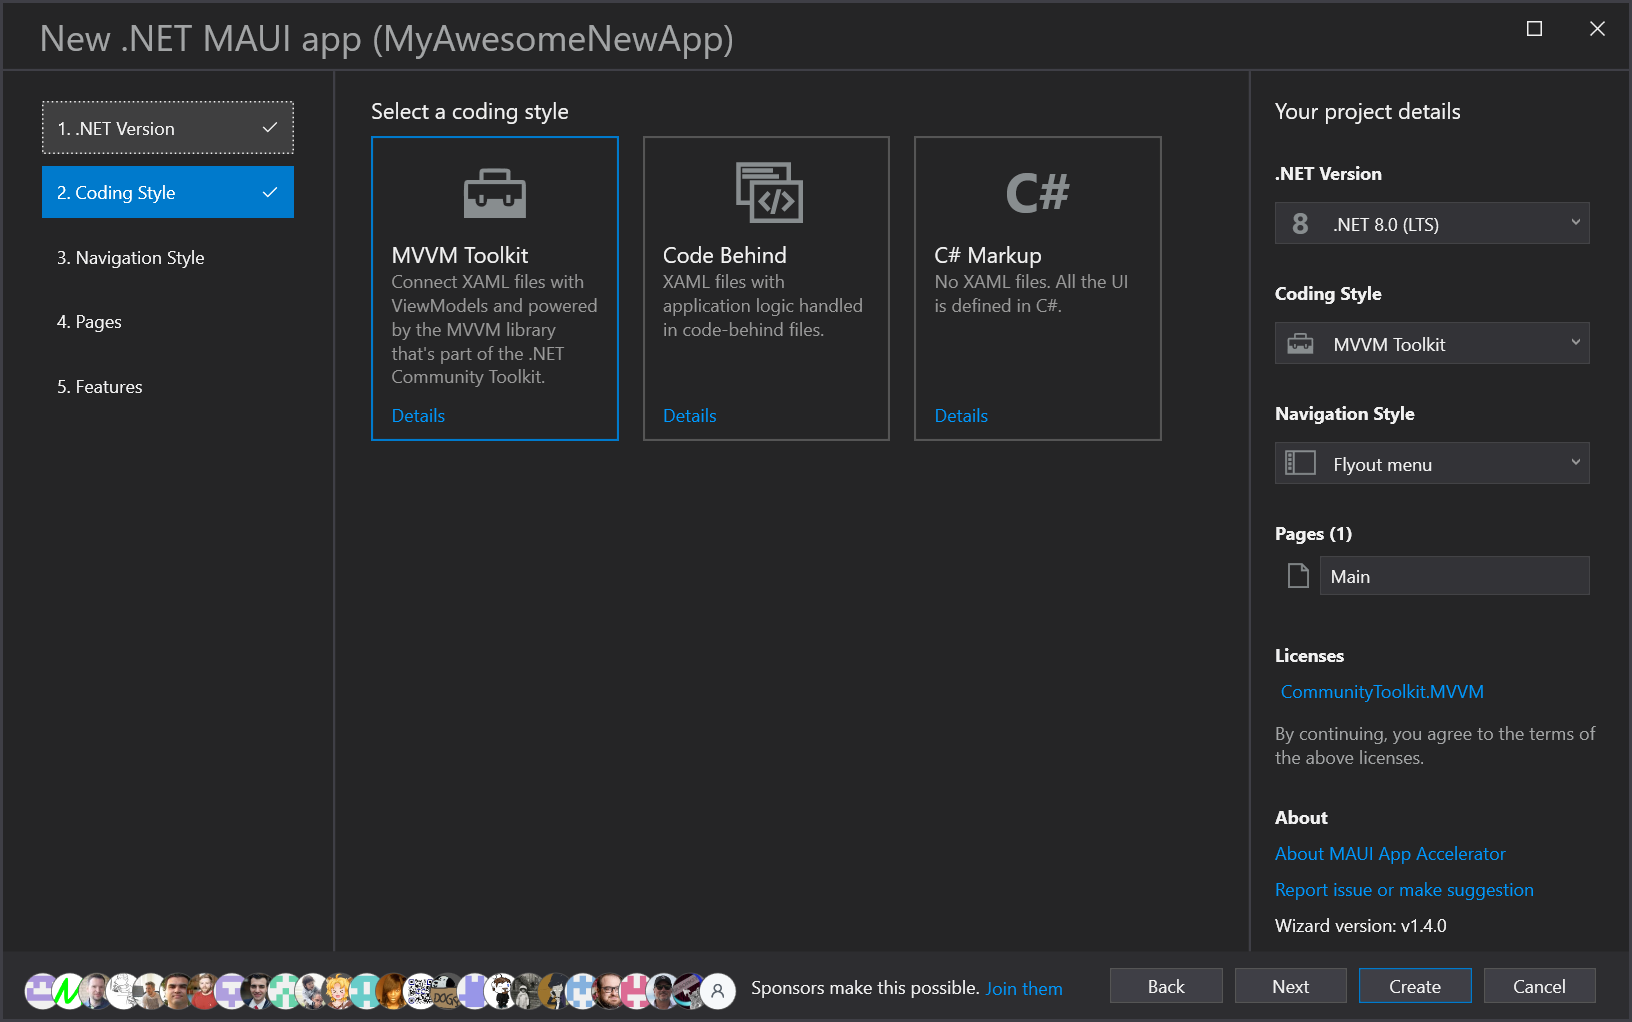 New .NET MAUI app (MyAwesomeNewApp)
1. .NET Version
2. Coding Style
3. Navigation Style
4. Pages
5. Features
Select a coding style
MVVM Toolkit
Connect XAML files with
ViewModels and powered
by the MVVM library
that's part of the .NET
Community Toolkit.
Details
</>
Code Behind
XAML files with
application logic handled
in code-behind files.
Details
C#
C# Markup
No XAML files. All the UI
is defined in C#.
Details
Your project details
.NET Version
8 .NET 8.0 (LTS)
Coding Style
MVVM Toolkit
Navigation Style
Flyout menu
Pages (1)
Main
Licenses
CommunityToolkit.MVVM
By continuing, you agree to the terms of
the above licenses.
About
About MAUI App Accelerator
Report issue or make suggestion
Wizard version: v1.4.0
Sponsors make this possible. Join them
Back
Next
Create
Cancel